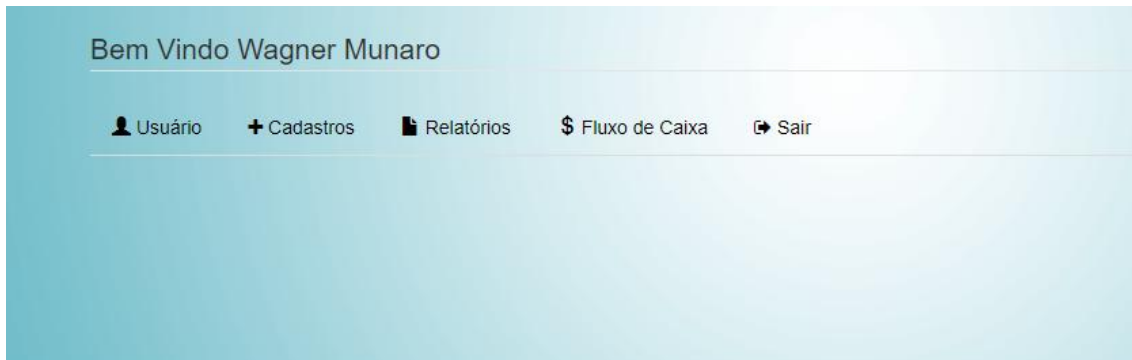 Bem Vindo Wagner Munaro
Usuário Cadastros Relatórios $ Fluxo de Caixa Sair